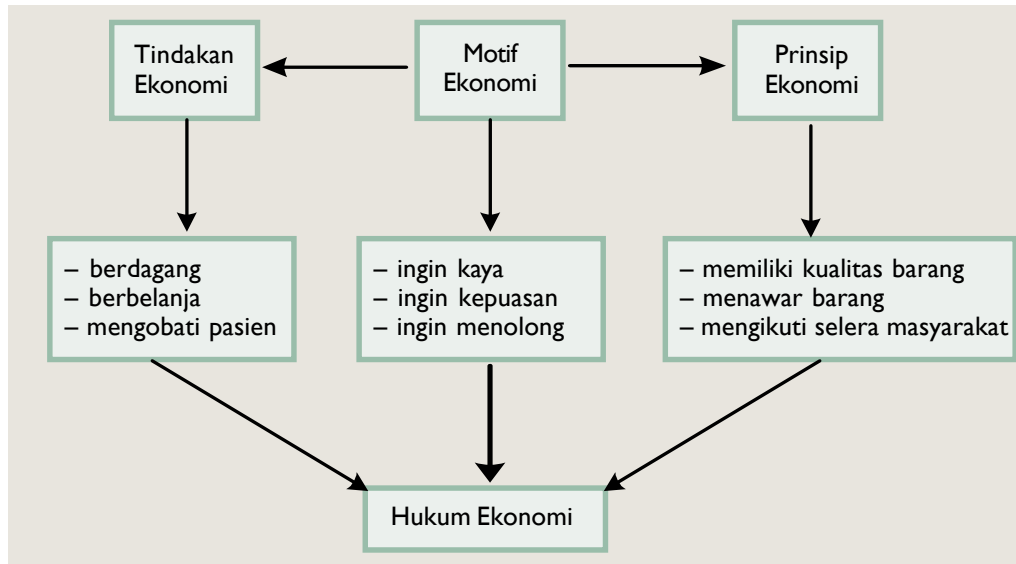 Tindakan
Ekonomi
Motif
Ekonomi
Prinsip
Ekonomi
– berdagang
– berbelanja
– mengobati pasien
– ingin kaya
– ingin kepuasan
– ingin menolong
– memiliki kualitas barang
– menawar barang
– mengikuti selera masyarakat
Hukum Ekonomi